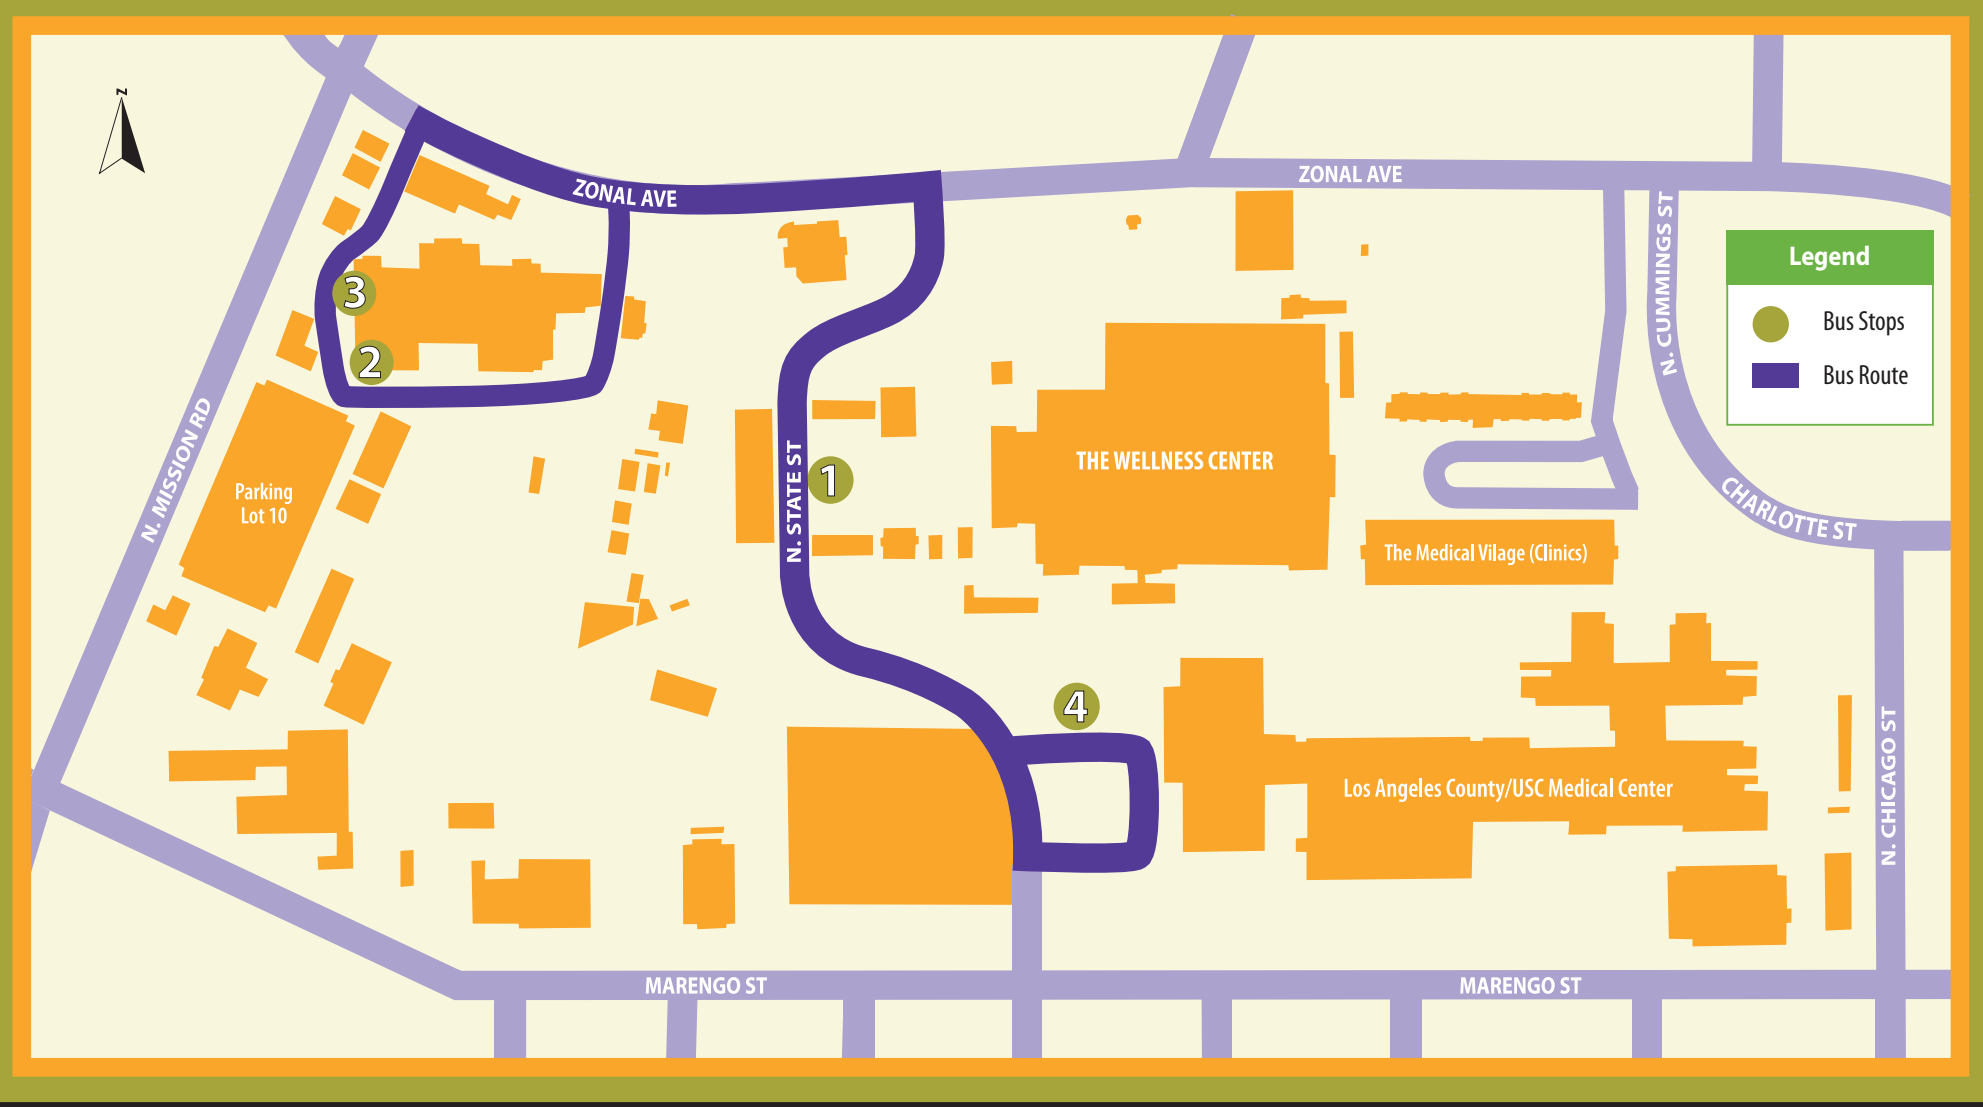 Z
ZONAL AVE
ZONAL AVE
N. CUMMINGS ST
Legend
Bus Stops
Bus Route
3
2
N. MISSION RD
Parking
Lot 10
N. STATE ST
1
THE WELLNESS CENTER
CHARLOTTE ST
The Medical Vilage (Clinics)
4
Los Angeles County/USC Medical Center
N. CHICAGO ST
MARENGO ST
MARENGO ST